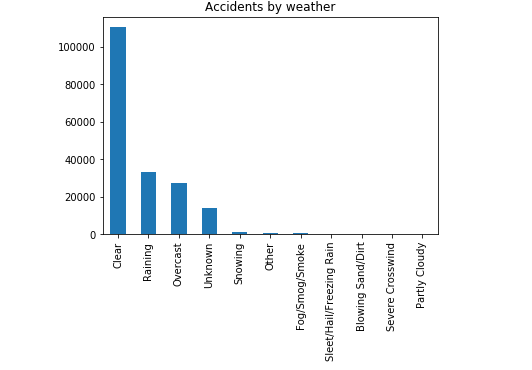 Accidents by weather
100000
80000
60000
40000
20000
0
Clear
Raining
Overcast
Unknown
Snowing
Other
Fog/Smog/Smoke
Sleet/Hail/Freezing Rain
Blowing Sand/Dirt
Severe Crosswind
Partly Cloudy